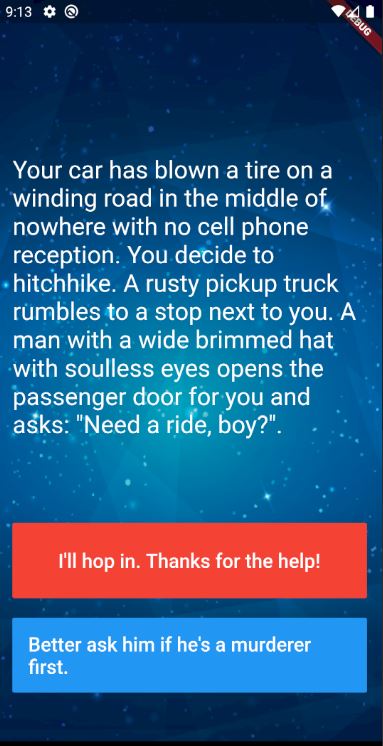 9:13
DEBUG
Your car has blown a tire on a
winding road in the middle of
nowhere with no cell phone
reception. You decide to
hitchhike. A rusty pickup truck
rumbles to a stop next to you. A
man with a wide brimmed hat
with soulless eyes opens the
passenger door for you and
asks: "Need a ride, boy?".
I'll hop in. Thanks for the help!
Better ask him if he's a murderer
first.